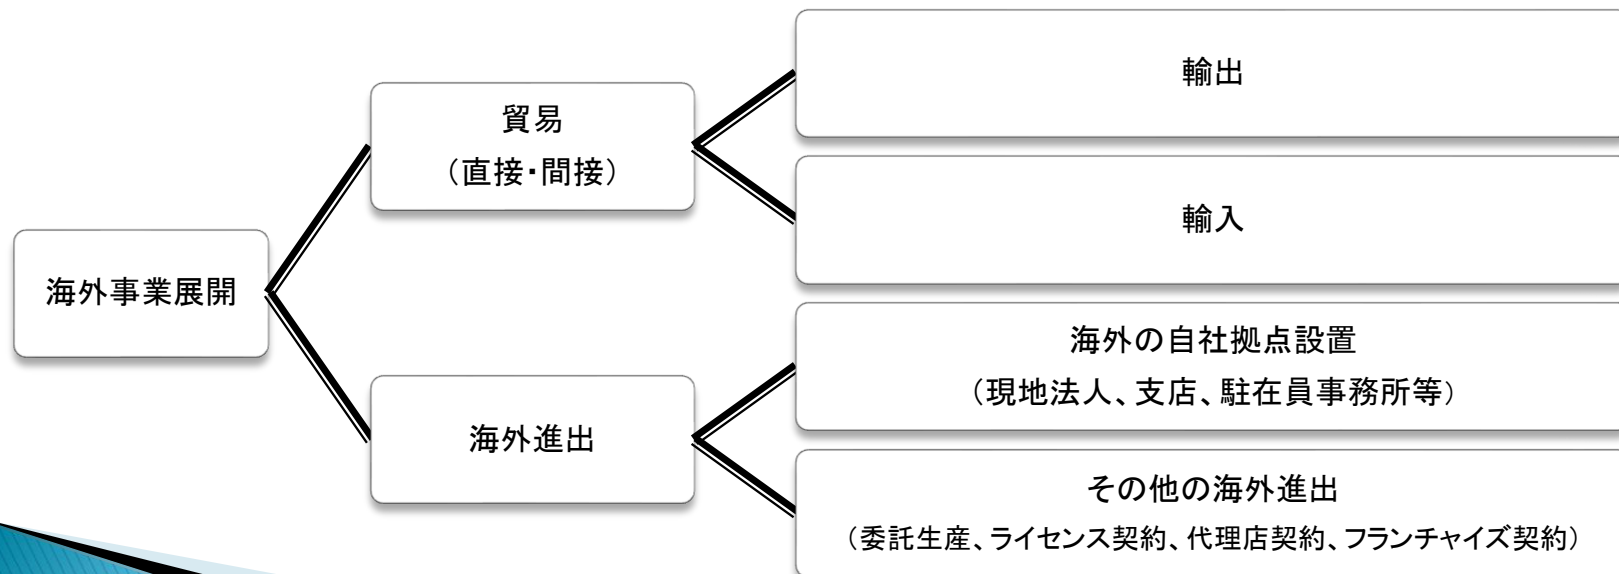 海外事業展開
貿易
（直接・間接）
輸出
輸入
海外進出
海外の自社拠点設置
（現地法人、支店、駐在員事務所等）
その他の海外進出
（委託生産、ライセンス契約、代理店契約、フランチャイズ契約）